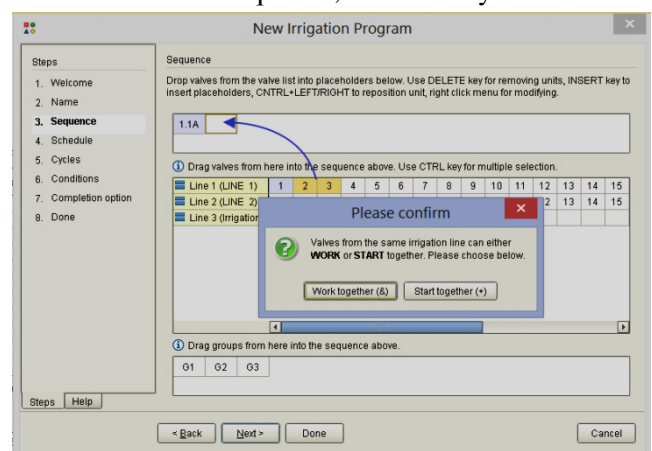 New Irrigation Program
Steps
1. Welcome
2. Name
3. Sequence
4. Schedule
5. Cycles
6. Conditions
7. Completion option
8. Done
Sequence
Drop valves from the valve list into placeholders below. Use DELETE key for removing units, INSERT key to
insert placeholders, CNTRL+LEFT/RIGHT to reposition unit, right click menu for modifying.
1.1A
Drag valves from here into the sequence above. Use CTRL key for multiple selection.
Line 1 (LINE 1) 1 2 3 4 5 6 7 8 9 10 11 12 13 14 15
Line 2 (LINE 2) 2 13 14 15
Line 3 (Irrigation
Please confirm
Valves from the same irrigation line can either
WORK or START together. Please choose below.
Work together (&) Start together (+)
Drag groups from here into the sequence above.
G1 G2 G3
Steps Help
< Back Next > Done Cancel